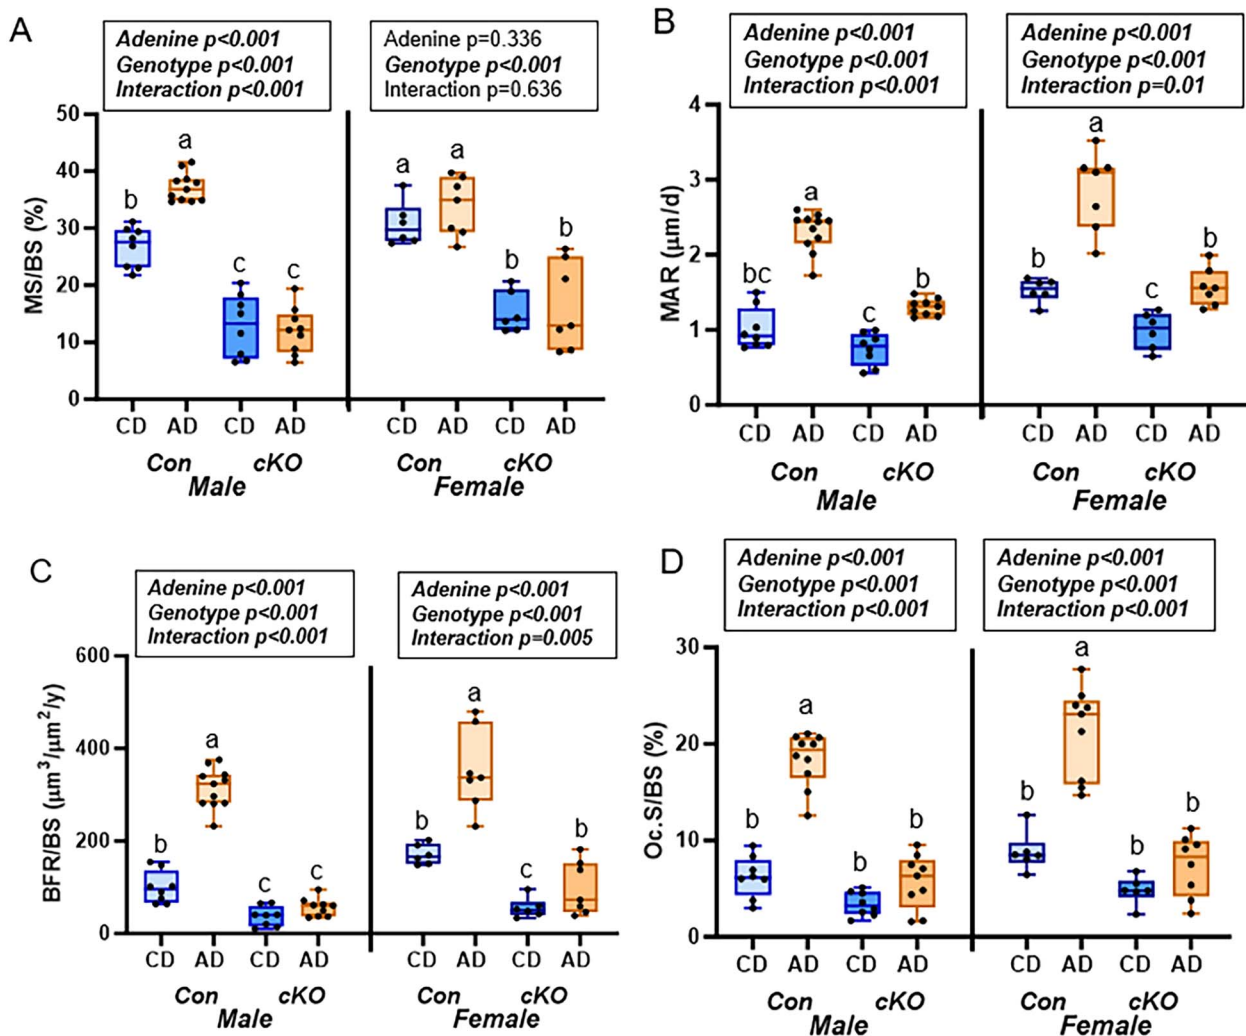 A
Adenine p<0.001
Genotype p<0.001
Interaction p<0.001
Adenine p=0.336
Genotype p<0.001
Interaction p=0.636
MS/BS (%)
50
40
30
20
10
0
b
a
c
c
a
a
b
b
CD AD CD AD CD AD CD AD
Con cKO Con cKO
Male Female
B
Adenine p<0.001
Genotype p<0.001
Interaction p<0.001
Adenine p<0.001
Genotype p<0.001
Interaction p=0.01
MAR (μm/d)
4
3
2
1
0
bc
a
c
b
b
a
c
b
CD AD CD AD CD AD CD AD
Con cKO Con cKO
Male Female
C
Adenine p<0.001
Genotype p<0.001
Interaction p<0.001
Adenine p<0.001
Genotype p<0.001
Interaction p=0.005
BFR/BS (μm³/μm²/y)
600
400
200
0
b
a
c
c
b
a
c
b
CD AD CD AD CD AD CD AD
Con cKO Con cKO
Male Female
D
Adenine p<0.001
Genotype p<0.001
Interaction p<0.001
Adenine p<0.001
Genotype p<0.001
Interaction p<0.001
Oc.S/BS (%)
30
20
10
0
b
a
b
b
b
a
b
b
CD AD CD AD CD AD CD AD
Con cKO Con cKO
Male Female